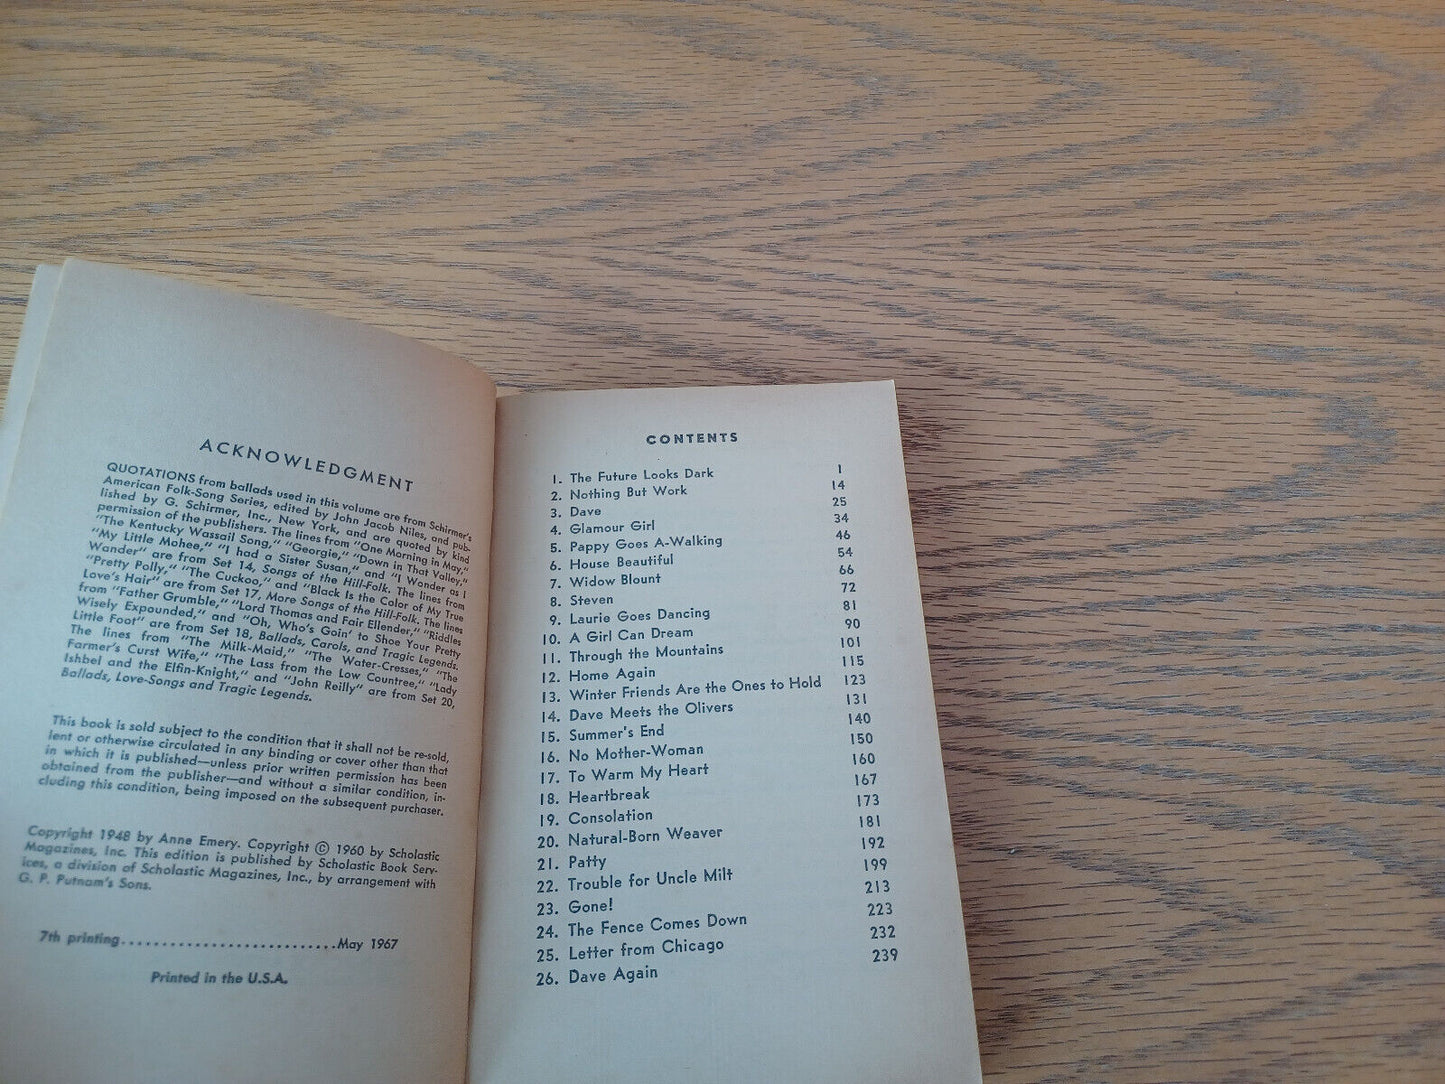 ACKNOWLEDGMENT
QUOTATIONS from ballads used in this volume are from Schirmer's
American Folk-Song Series, edited by John Jacob Niles, and pub-
lished by G. Schirmer, Inc., New York, and are quoted by kind
permission of the publishers. The lines from "One Morning in May,"
"The Kentucky Wassail Song," "Georgie," "Down in That Valley,"
"My Little Mohee," "I had a Sister Susan," and "I Wonder as I
Wander" are from Set 14, Songs of the Hill-Folk. The lines from
"Pretty Polly," "The Cuckoo," and "Black Is the Color of My True
Love's Hair" are from Set 17, More Songs of the Hill-Folk. The lines
from "Father Grumble," "Lord Thomas and Fair Ellender," "Riddles
Wisely Expounded," and "Oh, Who's Goin' to Shoe Your Pretty
Little Foot" are from Set 18, Ballads, Carols, and Tragic Legends.
The lines from "The Milk-Maid," "The Water-Cresses," "The
Farmer's Curst Wife," "The Lass from the Low Countree," "Lady
Ishbel and the Elfin-Knight," and "John Reilly" are from Set 20,
Ballads, Love-Songs and Tragic Legends.
This book is sold subject to the condition that it shall not be re-sold,
lent or otherwise circulated in any binding or cover other than that
in which it is published—unless prior written permission has been
obtained from the publisher—and without a similar condition, in-
cluding this condition, being imposed on the subsequent purchaser.
Copyright 1948 by Anne Emery. Copyright © 1960 by Scholastic
Magazines, Inc. This edition is published by Scholastic Book Serv-
ices, a division of Scholastic Magazines, Inc., by arrangement with
G. P. Putnam's Sons.
7th printing...........................May 1967
Printed in the U.S.A.
CONTENTS
1. The Future Looks Dark 1
2. Nothing But Work 14
3. Dave 25
4. Glamour Girl 34
5. Pappy Goes A-Walking 46
6. House Beautiful 54
7. Widow Blount 66
8. Steven 72
9. Laurie Goes Dancing 81
10. A Girl Can Dream 90
11. Through the Mountains 101
12. Home Again 115
13. Winter Friends Are the Ones to Hold 123
14. Dave Meets the Olivers 131
15. Summer's End 140
16. No Mother-Woman 150
17. To Warm My Heart 160
18. Heartbreak 167
19. Consolation 173
20. Natural-Born Weaver 181
21. Patty 192
22. Trouble for Uncle Milt 199
23. Gone! 213
24. The Fence Comes Down 223
25. Letter from Chicago 232
26. Dave Again 239